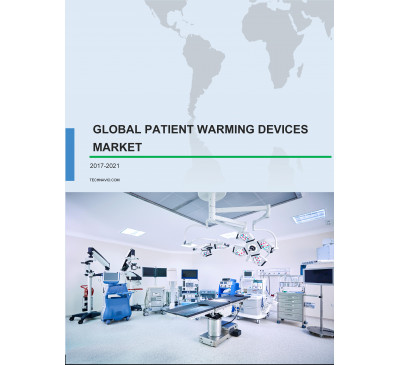 GLOBAL PATIENT WARMING DEVICES
MARKET
2017-2021
TECHNAVIO.COM